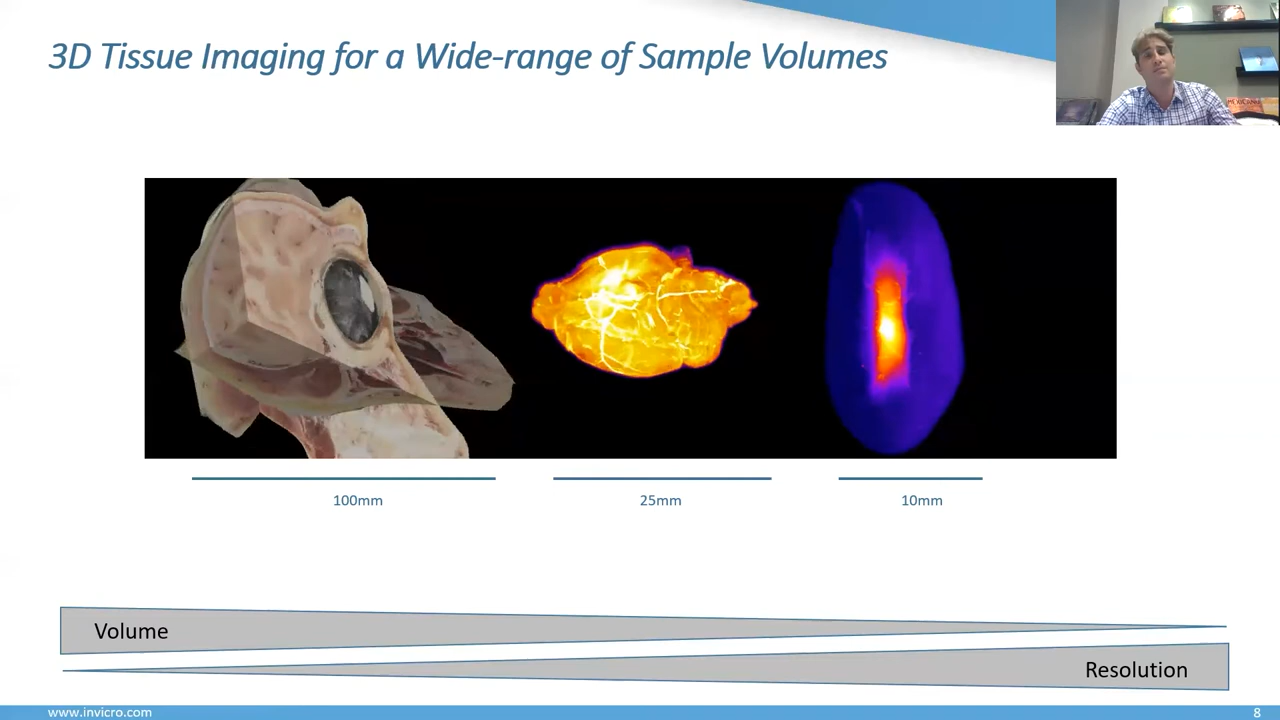 3D Tissue Imaging for a Wide-range of Sample Volumes
100mm
25mm
10mm
Volume
Resolution
www.invicro.com
8